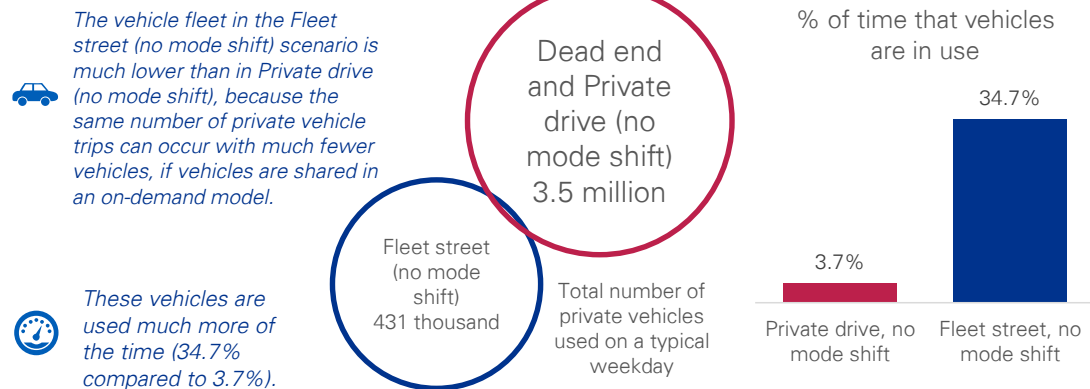 The vehicle fleet in the Fleet
street (no mode shift) scenario is
much lower than in Private drive
(no mode shift), because the
same number of private vehicle
trips can occur with much fewer
vehicles, if vehicles are shared in
an on-demand model.
These vehicles are
used much more of
the time (34.7%
compared to 3.7%).
Dead end
and Private
drive (no
mode shift)
3.5 million
Fleet street
(no mode
shift)
431 thousand
Total number of
private vehicles
used on a typical
weekday
% of time that vehicles
are in use
34.7%
3.7%
Private drive, no
mode shift
Fleet street, no
mode shift